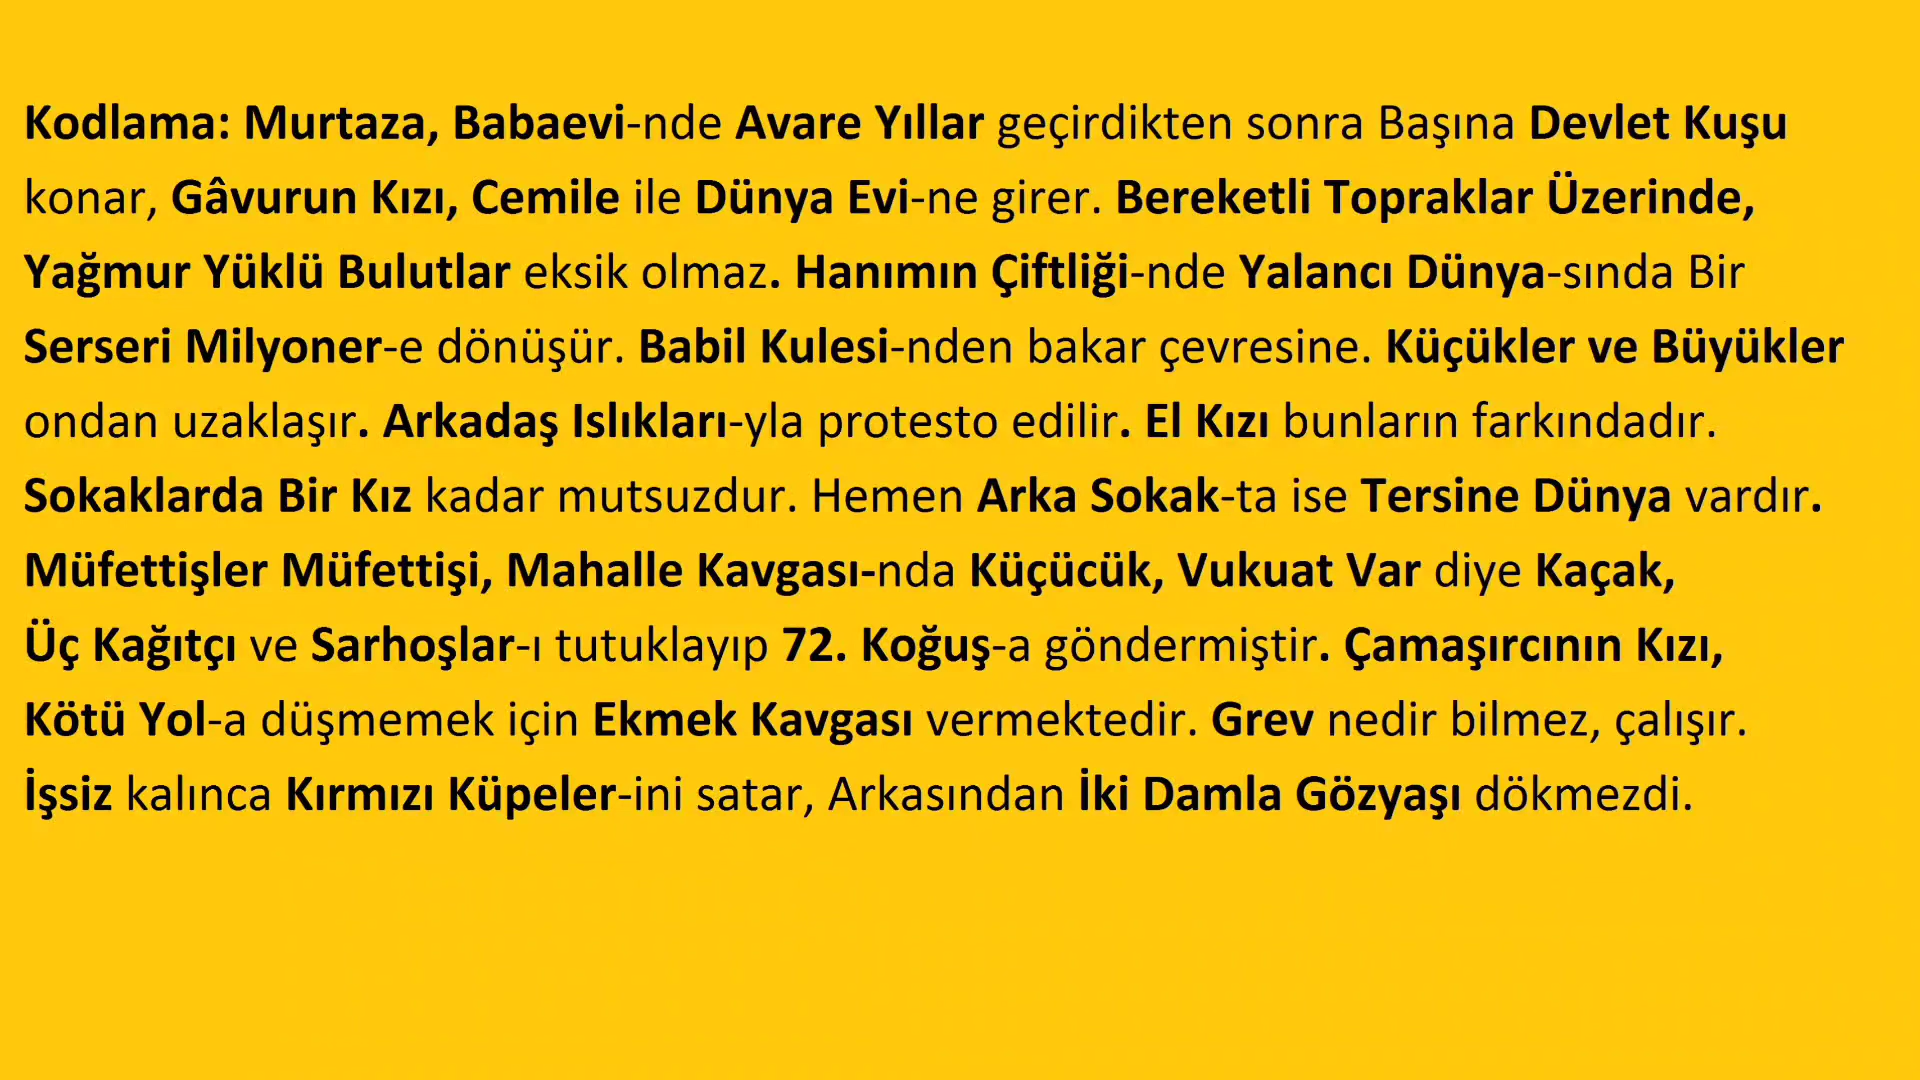 Kodlama: Murtaza, Babaevi-nde Avare Yıllar geçirdikten sonra Başına Devlet Kuşu
konar, Gâvurun Kızı, Cemile ile Dünya Evi-ne girer. Bereketli Topraklar Üzerinde,
Yağmur Yüklü Bulutlar eksik olmaz. Hanımın Çiftliği-nde Yalancı Dünya-sında Bir
Serseri Milyoner-e dönüşür. Babil Kulesi-nden bakar çevresine. Küçükler ve Büyükler
ondan uzaklaşır. Arkadaş Islıkları-yla protesto edilir. El Kızı bunların farkındadır.
Sokaklarda Bir Kız kadar mutsuzdur. Hemen Arka Sokak-ta ise Tersine Dünya vardır.
Müfettişler Müfettişi, Mahalle Kavgası-nda Küçücük, Vukuat Var diye Kaçak,
Üç Kağıtçı ve Sarhoşlar-ı tutuklayıp 72. Koğuş-a göndermiştir. Çamaşırcının Kızı,
Kötü Yol-a düşmemek için Ekmek Kavgası vermektedir. Grev nedir bilmez, çalışır.
İşsiz kalınca Kırmızı Küpeler-ini satar, Arkasından İki Damla Gözyaşı dökmezdi.